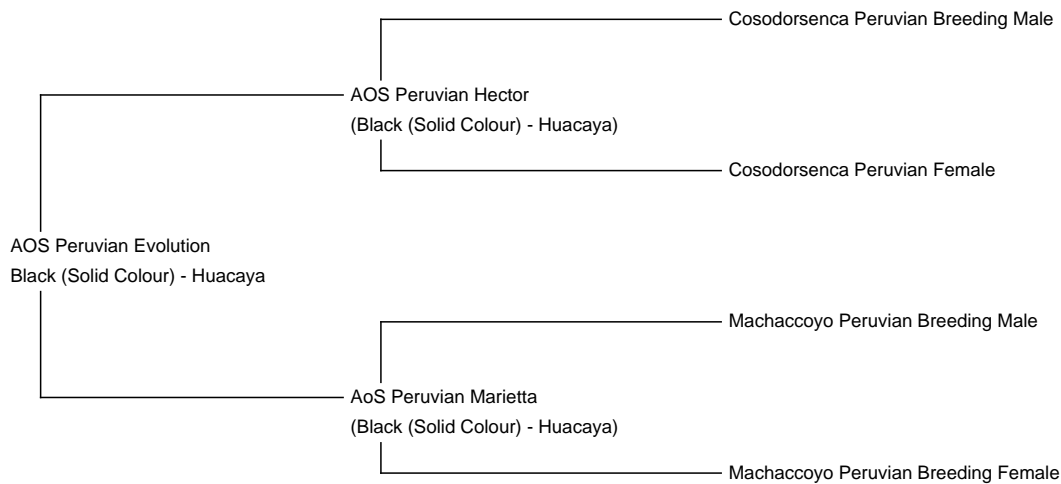 Cosodorsenca Peruvian Breeding Male
AOS Peruvian Hector
(Black (Solid Colour) - Huacaya)
Cosodorsenca Peruvian Female
AOS Peruvian Evolution
Black (Solid Colour) - Huacaya
Machaccoyo Peruvian Breeding Male
AoS Peruvian Marietta
(Black (Solid Colour) - Huacaya)
Machaccoyo Peruvian Breeding Female